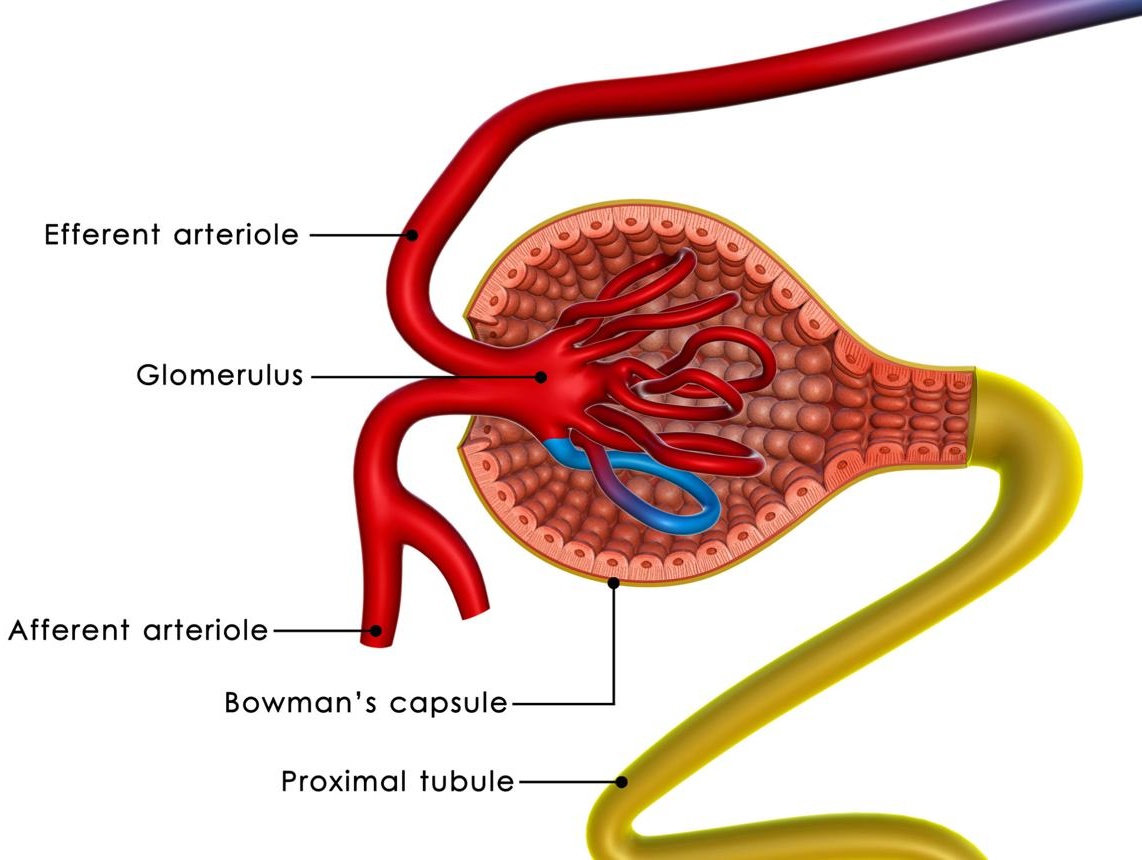 Efferent arteriole
Glomerulus
Afferent arteriole
Bowman’s capsule
Proximal tubule